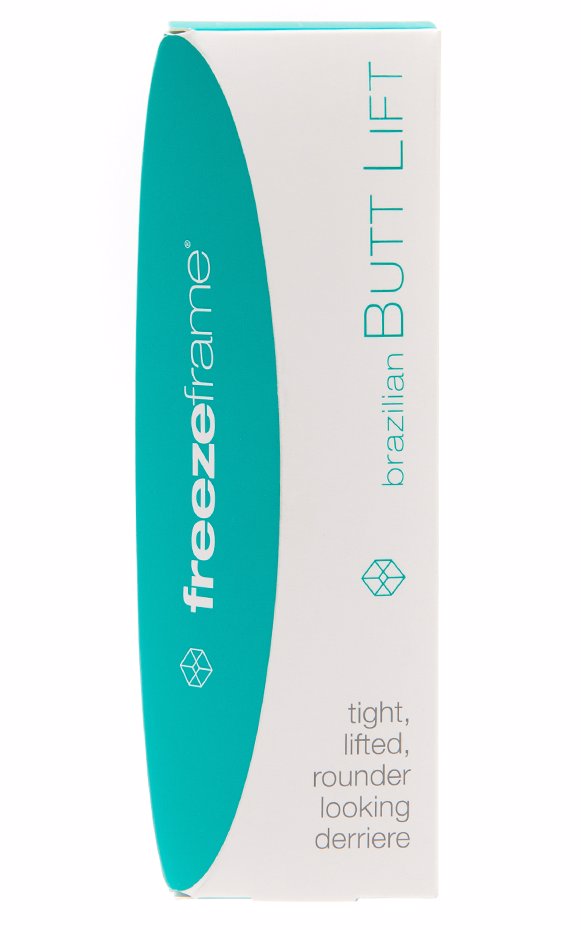 freezeframe®
brazilian BUTT LIFT
tight,
lifted,
rounder
looking
derriere